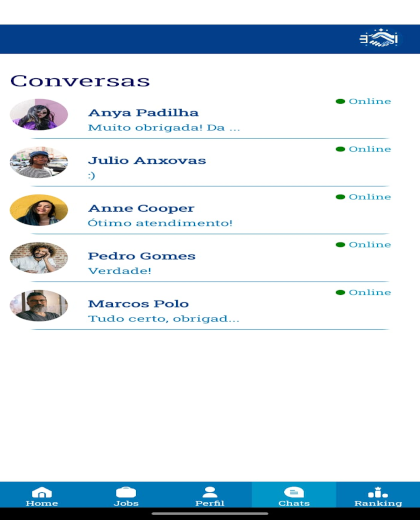 Conversas
Online
Anya Padilha
Muito obrigada! Da ...
Online
Julio Anxovas
:)
Online
Anne Cooper
Ótimo atendimento!
Online
Pedro Gomes
Verdade!
Online
Marcos Polo
Tudo certo, obrigad...
Home
Jobs
Perfil
Chats
Ranking